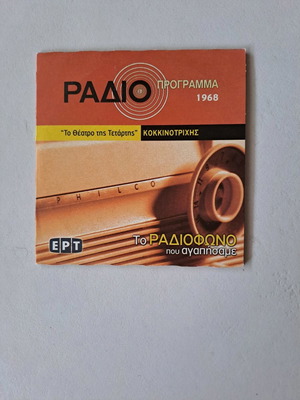 ΡΑΔΙΟ ΠΡΟΓΡΑΜΜΑ
1968
"Το Θέατρο της Τετάρτης" ΚΟΚΚΙΝΟΤΡΙΧΗΣ
PHILCO
ΕΡΤ
Το ΡΑΔΙΟΦΩΝΟ
που αγαπήσαμε